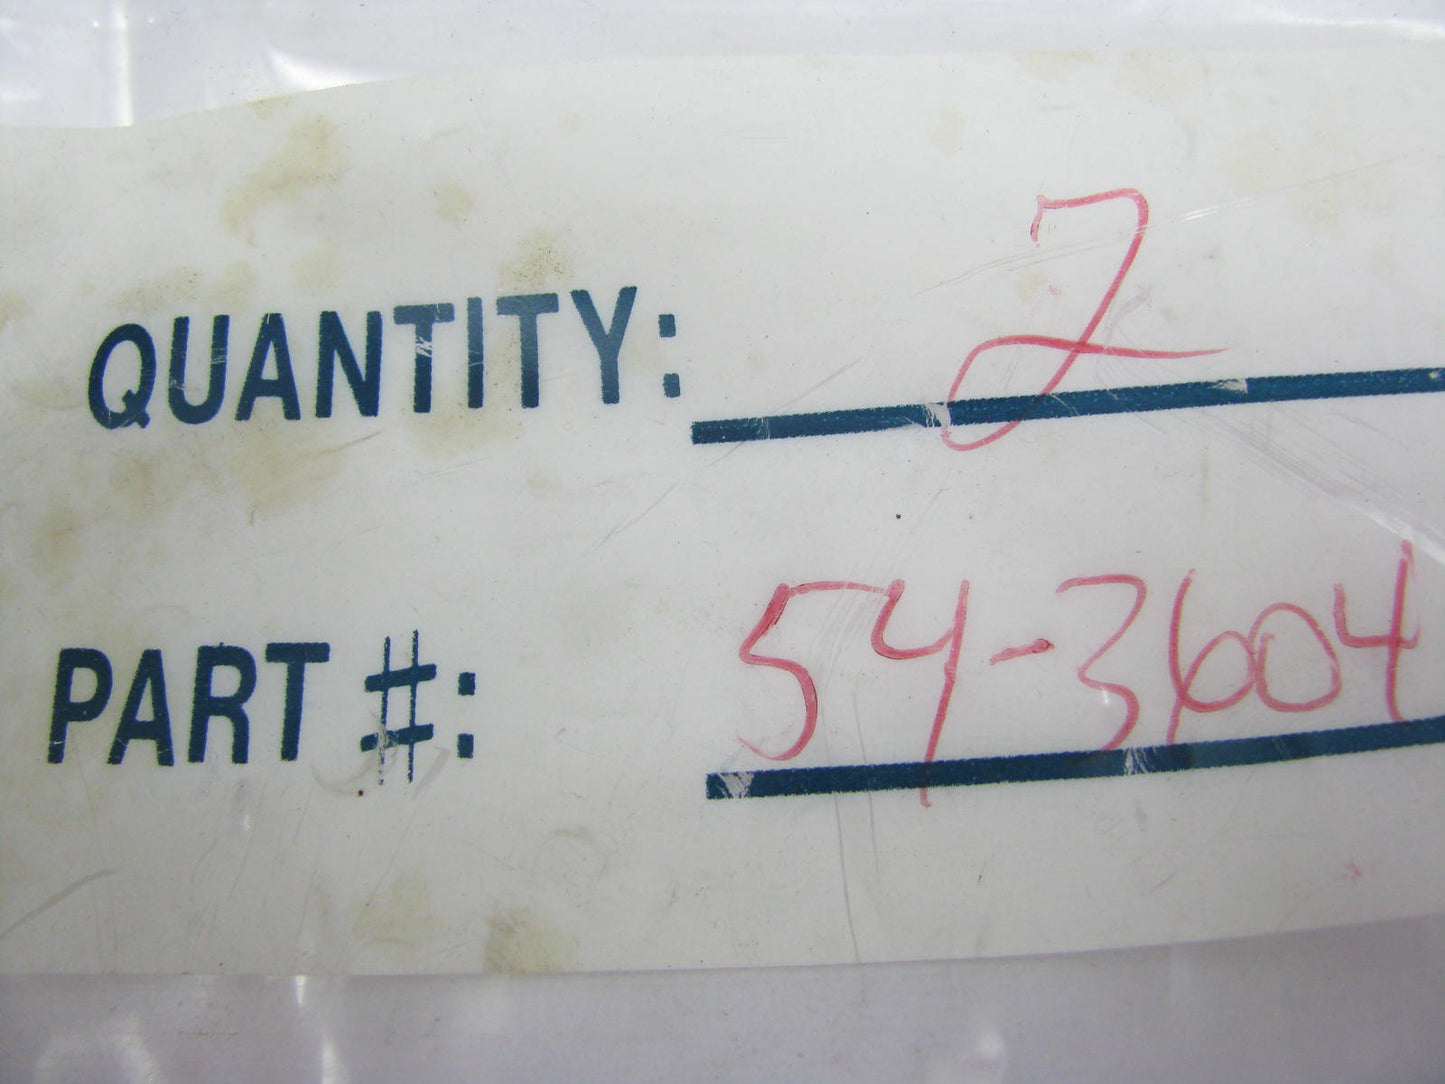 QUANTITY: 2
PART #: 54-3604